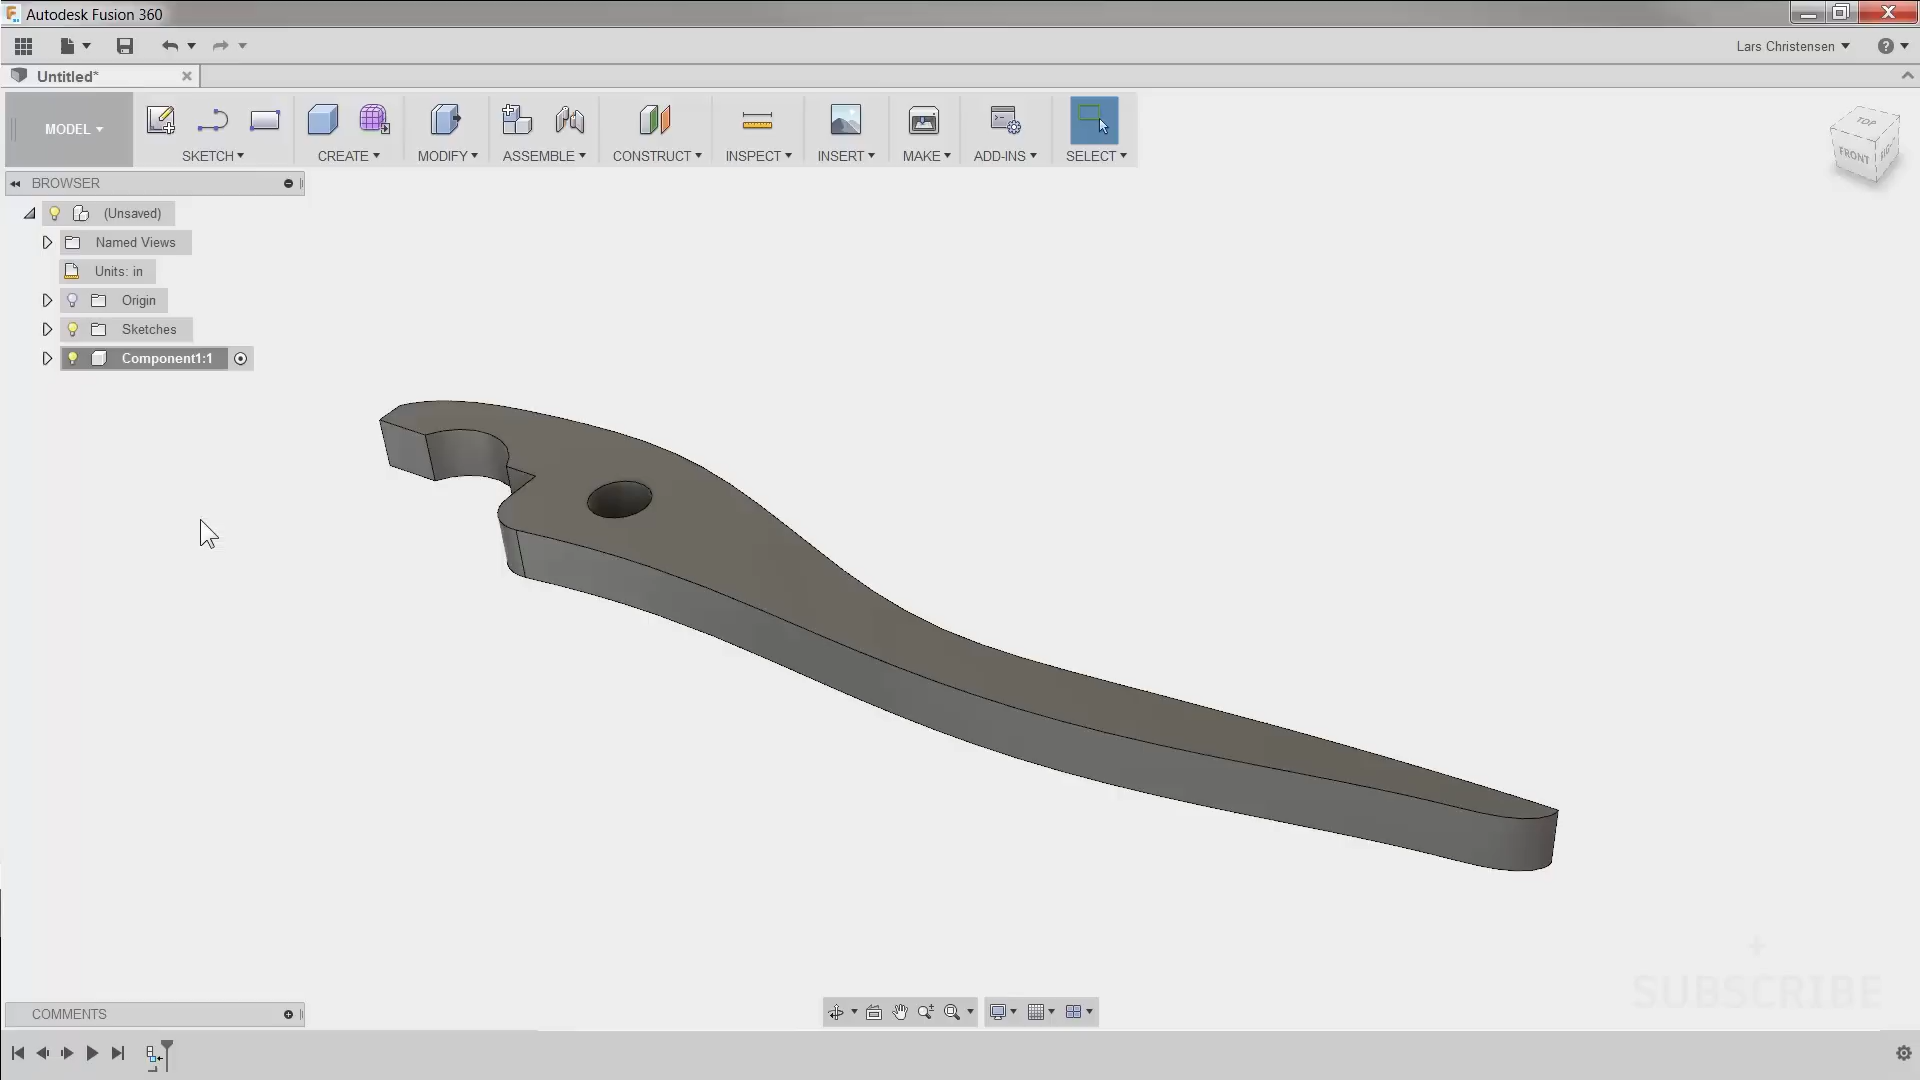 Autodesk Fusion 360
Lars Christensen
Untitled*
MODEL
SKETCH
CREATE
MODIFY
ASSEMBLE
CONSTRUCT
INSPECT
INSERT
MAKE
ADD-INS
SELECT
TOP
FRONT
BROWSER
(Unsaved)
Named Views
Units: in
Origin
Sketches
Component1:1
+
SUBSCRIBE
COMMENTS